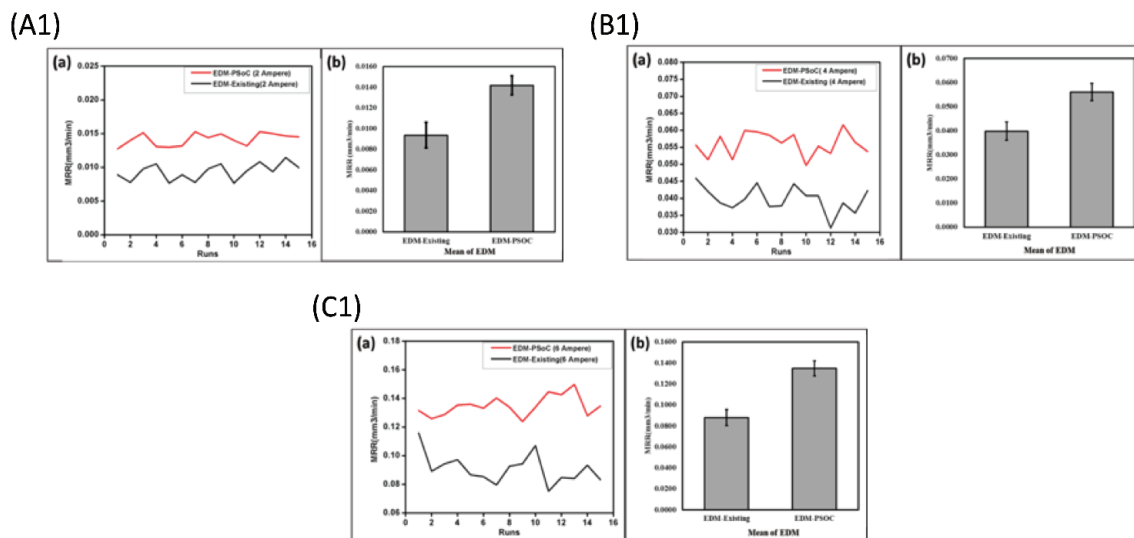 (A1)
(a)
EDM-PSoC (2 Ampere)
EDM-Existing(2 Ampere)
0.025
0.020
0.015
0.010
0.005
0.000
MRR(mm3/min)
0 2 4 6 8 10 12 14 16
Runs
(b)
0.0160
0.0140
0.0120
0.0100
0.0080
0.0060
0.0040
0.0020
0.0000
MRR (mm3/min)
EDM-Existing EDM-PSOC
Mean of EDM
(B1)
(a)
EDM-PSoC( 4 Ampere)
EDM-Existing (4 Ampere)
0.080
0.075
0.070
0.065
0.060
0.055
0.050
0.045
0.040
0.035
0.030
MRR(mm3/min)
0 2 4 6 8 10 12 14 16
Runs
(b)
0.0700
0.0600
0.0500
0.0400
0.0300
0.0200
0.0100
0.0000
MRR(mm3/min)
EDM-Existing EDM-PSOC
Mean of EDM
(C1)
(a)
EDM-PSoC (6 Ampere)
EDM-Existing(6 Ampere)
0.18
0.16
0.14
0.12
0.10
0.08
0.06
MRR(mm3/min)
0 2 4 6 8 10 12 14 16
Runs
(b)
0.1600
0.1400
0.1200
0.1000
0.0800
0.0600
0.0400
0.0200
0.0000
MRR(mm3/min)
EDM-Existing EDM-PSOC
Mean of EDM